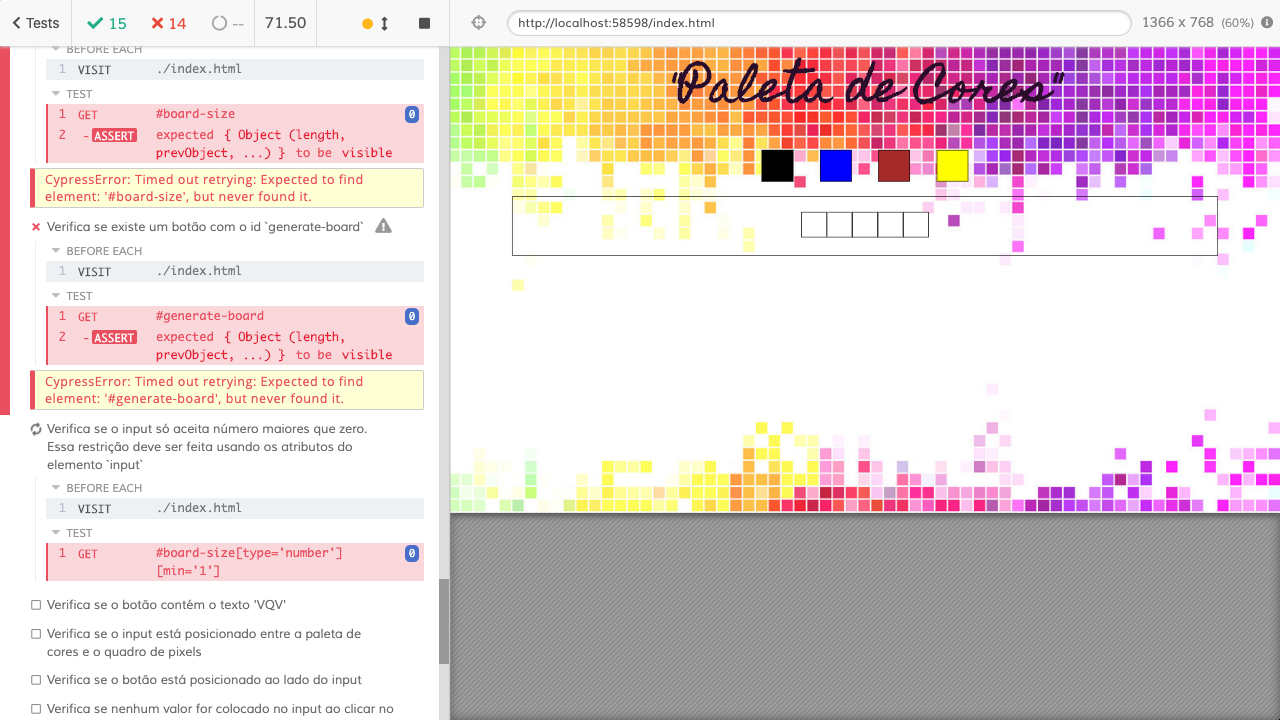 Tests
15
14
--
71.50
http://localhost:58598/index.html
1366 x 768 (60%)
BEFORE EACH
1 VISIT ./index.html
TEST
1 GET #board-size 0
2 -ASSERT expected { Object (length,
prevObject, ...) } to be visible
CypressError: Timed out retrying: Expected to find
element: '#board-size', but never found it.
Verifica se existe um botão com o id `generate-board`
BEFORE EACH
1 VISIT ./index.html
TEST
1 GET #generate-board 0
2 -ASSERT expected { Object (length,
prevObject, ...) } to be visible
CypressError: Timed out retrying: Expected to find
element: '#generate-board', but never found it.
Verifica se o input só aceita número maiores que zero.
Essa restrição deve ser feita usando os atributos do
elemento `input`
BEFORE EACH
1 VISIT ./index.html
TEST
1 GET #board-size[type='number'] 0
[min='1']
Verifica se o botão contém o texto 'VQV'
Verifica se o input está posicionado entre a paleta de
cores e o quadro de pixels
Verifica se o botão está posicionado ao lado do input
Verifica se nenhum valor for colocado no input ao clicar no
"Paleta de Cores"